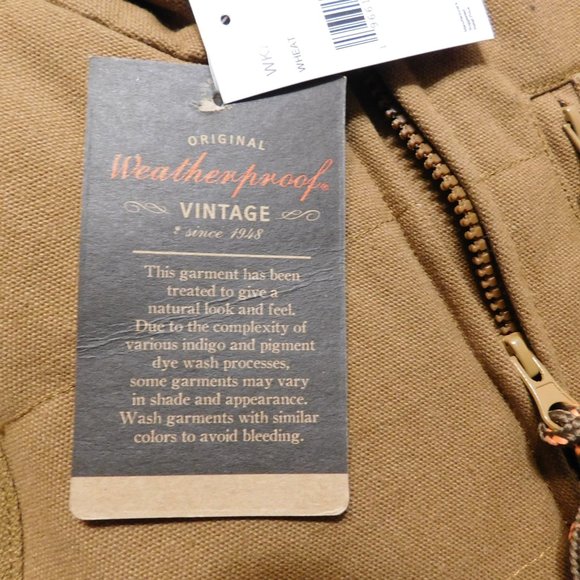 WHEAT
ORIGINAL
Weatherproof®
VINTAGE
since 1948
This garment has been
treated to give a
natural look and feel.
Due to the complexity of
various indigo and pigment
dye wash processes,
some garments may vary
in shade and appearance.
Wash garments with similar
colors to avoid bleeding.